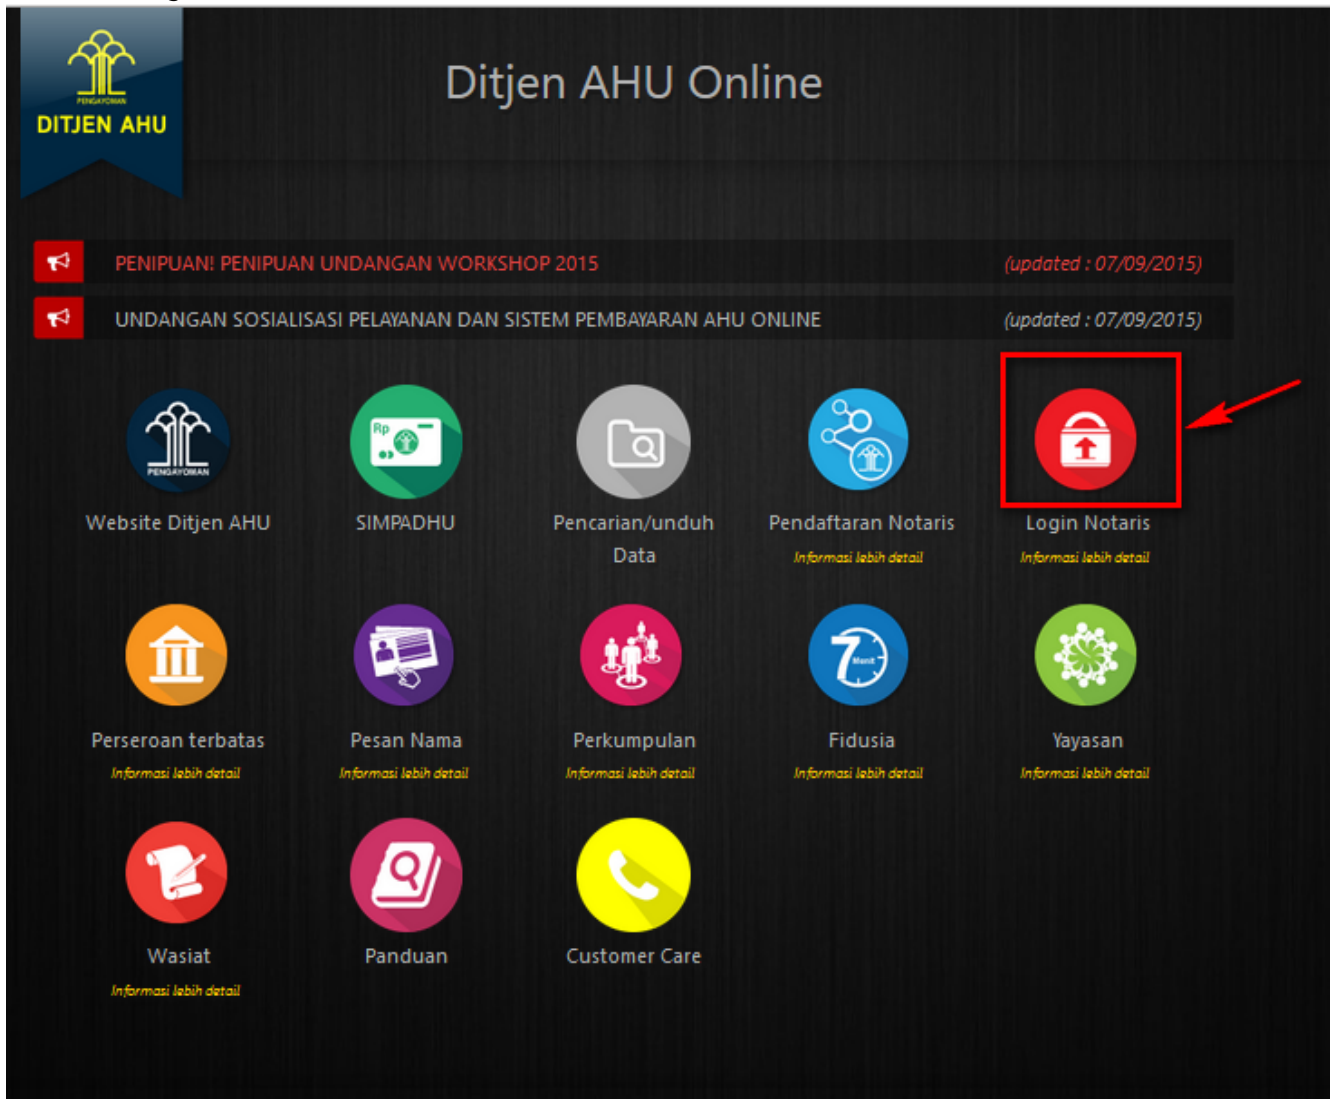 PENGAYOMAN
DITJEN AHU
Ditjen AHU Online
PENIPUAN! PENIPUAN UNDANGAN WORKSHOP 2015 (updated : 07/09/2015)
UNDANGAN SOSIALISASI PELAYANAN DAN SISTEM PEMBAYARAN AHU ONLINE (updated : 07/09/2015)
PENGAYOMAN
Rp
Website Ditjen AHU
SIMPADHU
Pencarian/unduh
Data
Pendaftaran Notaris
Informasi lebih detail
Login Notaris
Informasi lebih detail
7 Menit
Perseroan terbatas
Informasi lebih detail
Pesan Nama
Informasi lebih detail
Perkumpulan
Informasi lebih detail
Fidusia
Informasi lebih detail
Yayasan
Informasi lebih detail
Wasiat
Informasi lebih detail
Panduan
Customer Care